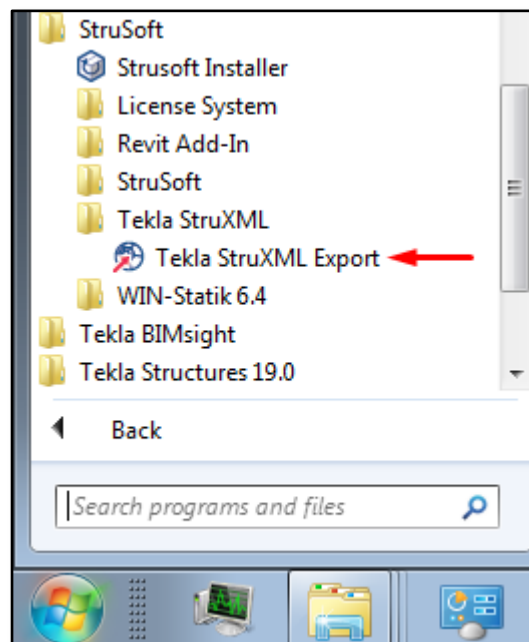 StruSoft
Strusoft Installer
License System
Revit Add-In
StruSoft
Tekla StruXML
Tekla StruXML Export
WIN-Statik 6.4
Tekla BIMsight
Tekla Structures 19.0
Back
Search programs and files